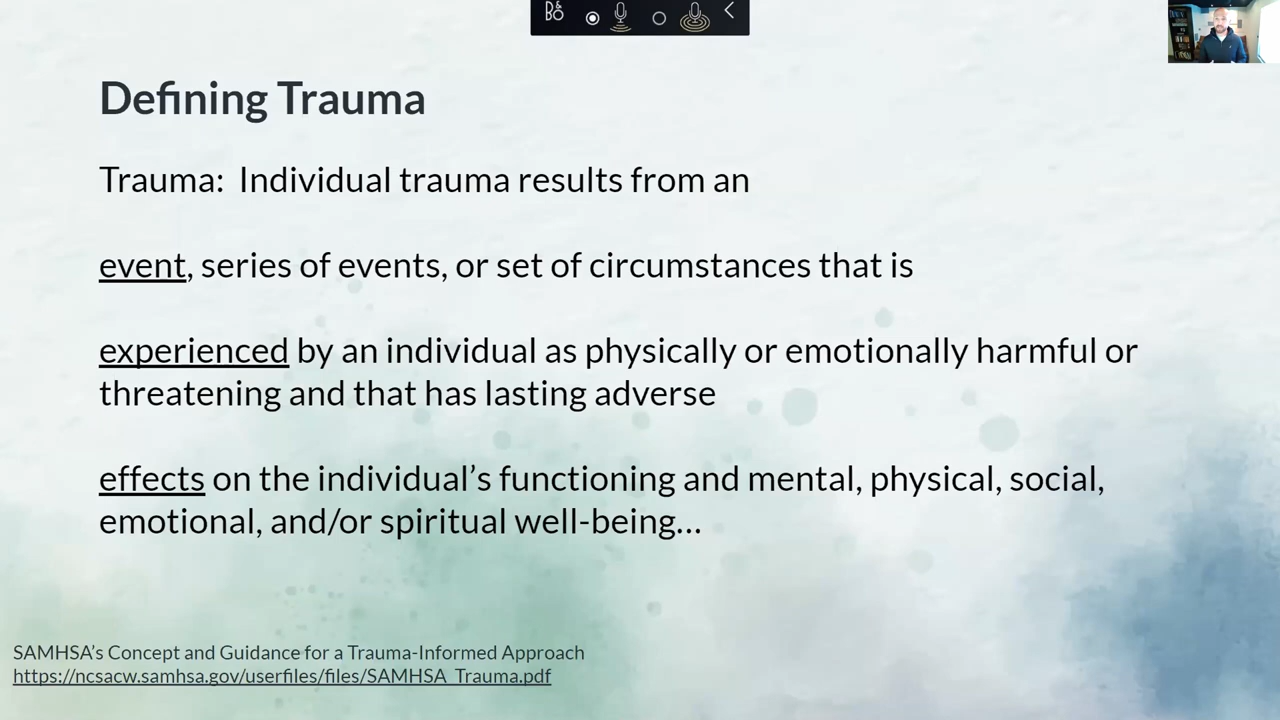 B&O
Defining Trauma
Trauma:  Individual trauma results from an
event, series of events, or set of circumstances that is
experienced by an individual as physically or emotionally harmful or
threatening and that has lasting adverse
effects on the individual’s functioning and mental, physical, social,
emotional, and/or spiritual well-being…
SAMHSA’s Concept and Guidance for a Trauma-Informed Approach
https://ncsacw.samhsa.gov/userfiles/files/SAMHSA_Trauma.pdf